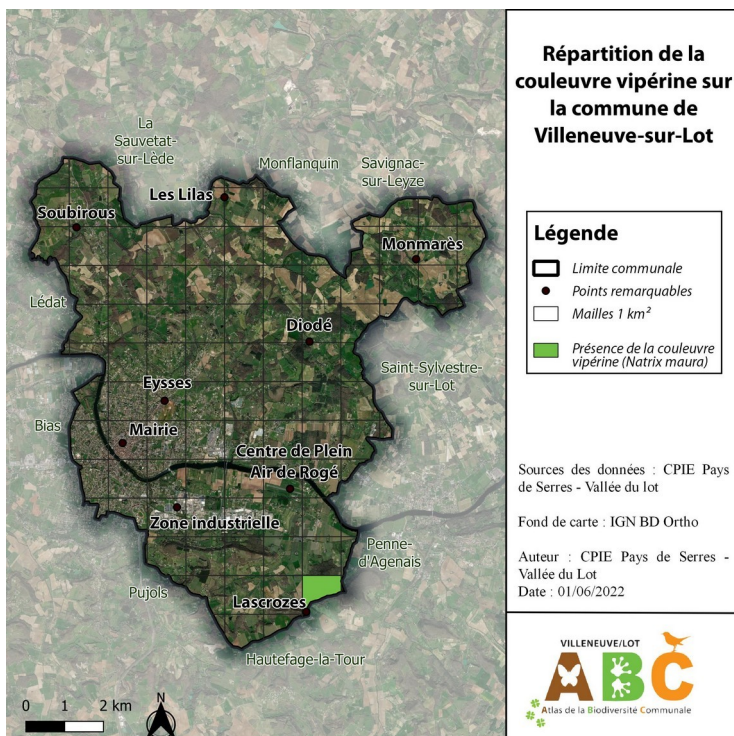 Répartition de la
couleuvre vipérine sur
la commune de
Villeneuve-sur-Lot
La
Sauvetat-
sur-Lède
Monflanquin
Savignac-
sur-Leyze
Les Lilas
Soubirous
Monmarès
Lédat
Diodé
Saint-Sylvestre-
sur-Lot
Eysses
Bias
Mairie
Centre de Plein
Air de Rogé
Zone industrielle
Penne-
d'Agenais
Pujols
Lascrozes
Hautefage-la-Tour
0 1 2 km
N
Légende
Limite communale
Points remarquables
Mailles 1 km²
Présence de la couleuvre
vipérine (Natrix maura)
Sources des données : CPIE Pays
de Serres - Vallée du lot
Fond de carte : IGN BD Ortho
Auteur : CPIE Pays de Serres -
Vallée du Lot
Date : 01/06/2022
VILLENEUVE/LOT
ABC
Atlas de la Biodiversité Communale